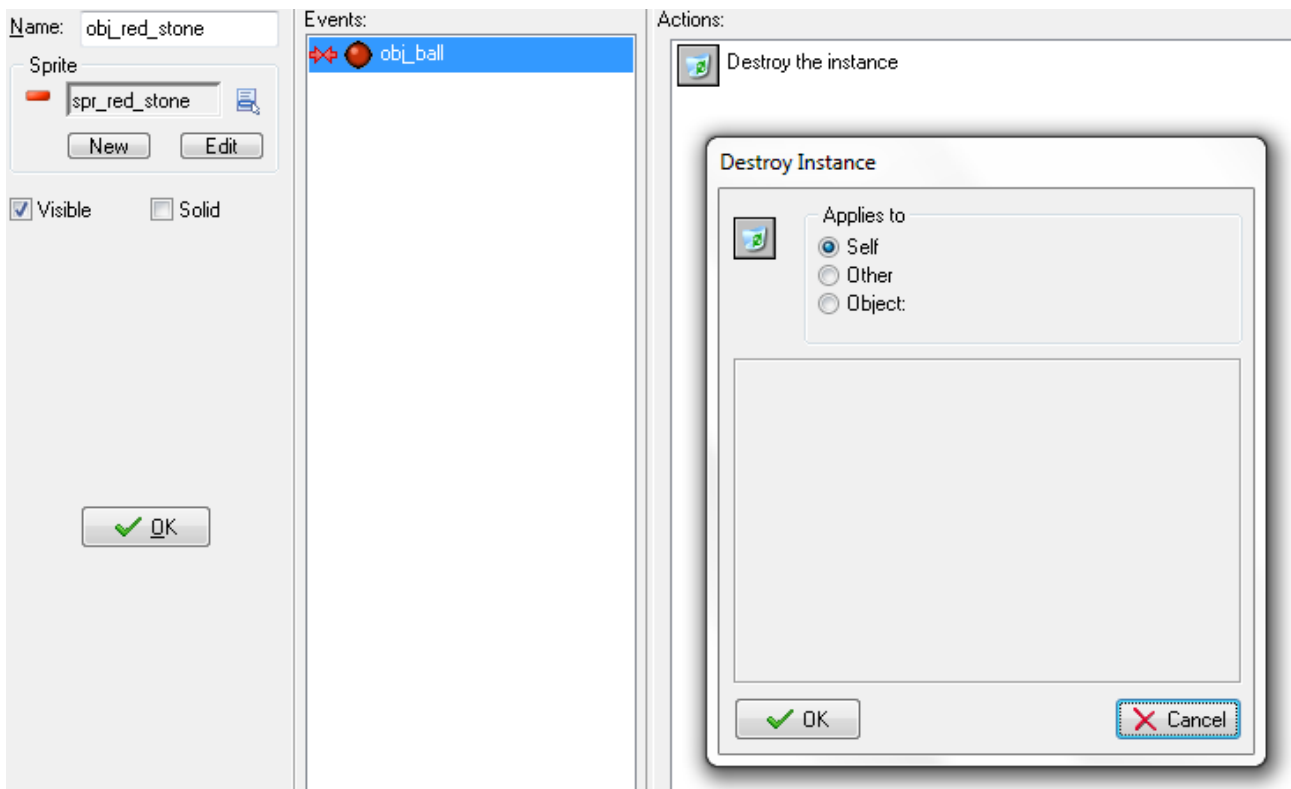 Name: obj_red_stone
Sprite
spr_red_stone
New Edit
Visible Solid
OK
Events:
obj_ball
Actions:
Destroy the instance
Destroy Instance
Applies to
Self
Other
Object:
OK Cancel